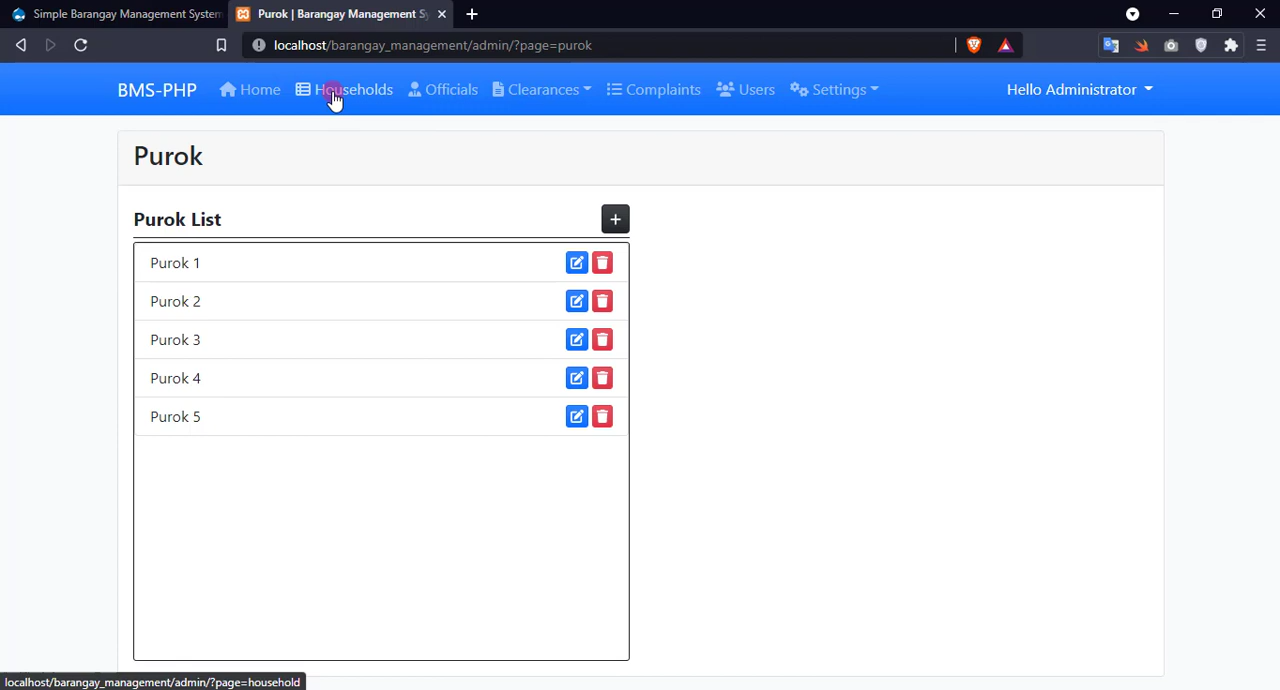 Simple Barangay Management System
Purok | Barangay Management Sy
localhost/barangay_management/admin/?page=purok
BMS-PHP Home Households Officials Clearances Complaints Users Settings Hello Administrator
Purok
Purok List
Purok 1
Purok 2
Purok 3
Purok 4
Purok 5
localhost/barangay_management/admin/?page=household